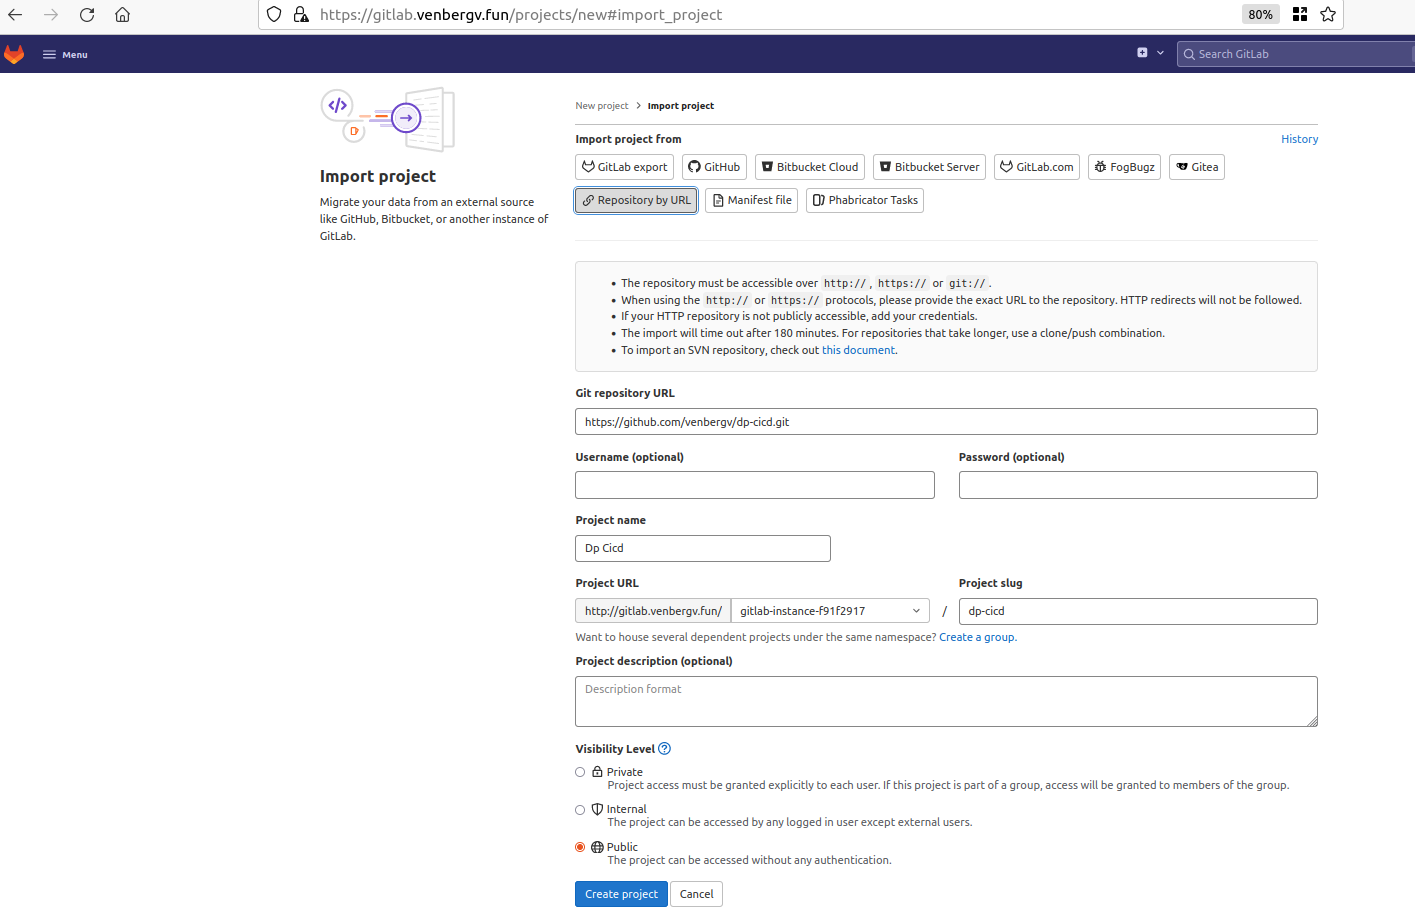 https://gitlab.venbergv.fun/projects/new#import_project
80%
Menu
Search GitLab
New project > Import project
Import project from
History
GitLab export
GitHub
Bitbucket Cloud
Bitbucket Server
GitLab.com
FogBugz
Gitea
Repository by URL
Manifest file
Phabricator Tasks
Import project
Migrate your data from an external source
like GitHub, Bitbucket, or another instance of
GitLab.
• The repository must be accessible over http://, https:// or git://.
• When using the http:// or https:// protocols, please provide the exact URL to the repository. HTTP redirects will not be followed.
• If your HTTP repository is not publicly accessible, add your credentials.
• The import will time out after 180 minutes. For repositories that take longer, use a clone/push combination.
• To import an SVN repository, check out this document.
Git repository URL
https://github.com/venbergv/dp-cicd.git
Username (optional)
Password (optional)
Project name
Dp Cicd
Project URL
Project slug
http://gitlab.venbergv.fun/
gitlab-instance-f91f2917
/
dp-cicd
Want to house several dependent projects under the same namespace? Create a group.
Project description (optional)
Description format
Visibility Level
Private
Project access must be granted explicitly to each user. If this project is part of a group, access will be granted to members of the group.
Internal
The project can be accessed by any logged in user except external users.
Public
The project can be accessed without any authentication.
Create project
Cancel